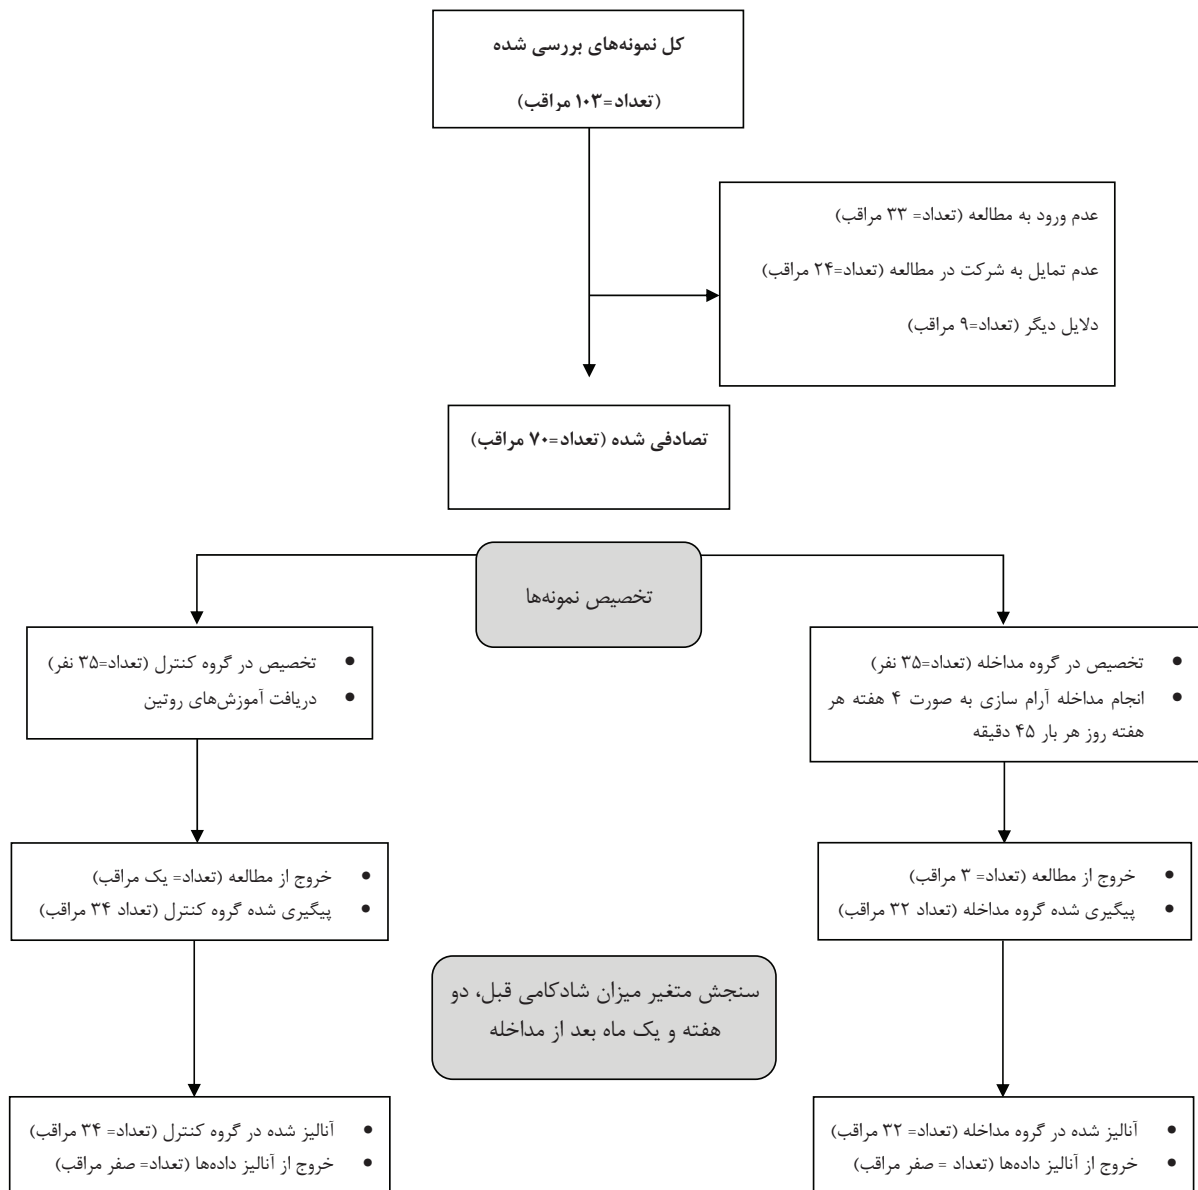 کل نمونه‌های بررسی شده
(تعداد=۱۰۳ مراقب)
عدم ورود به مطالعه (تعداد= ۳۳ مراقب)
عدم تمایل به شرکت در مطالعه (تعداد=۲۴ مراقب)
دلایل دیگر (تعداد=۹ مراقب)
تصادفی شده (تعداد=۷۰ مراقب)
تخصیص نمونه‌ها
• تخصیص در گروه مداخله (تعداد=۳۵ نفر)
• انجام مداخله آرام سازی به صورت ۴ هفته هر
هفته روز هر بار ۴۵ دقیقه
• تخصیص در گروه کنترل (تعداد=۳۵ نفر)
• دریافت آموزش‌های روتین
• خروج از مطالعه (تعداد= ۳ مراقب)
• پیگیری شده گروه مداخله (تعداد ۳۲ مراقب)
• خروج از مطالعه (تعداد= یک مراقب)
• پیگیری شده گروه کنترل (تعداد ۳۴ مراقب)
سنجش متغیر میزان شادکامی قبل، دو
هفته و یک ماه بعد از مداخله
• آنالیز شده در گروه مداخله (تعداد= ۳۲ مراقب)
• خروج از آنالیز داده‌ها (تعداد = صفر مراقب)
• آنالیز شده در گروه کنترل (تعداد= ۳۴ مراقب)
• خروج از آنالیز داده‌ها (تعداد= صفر مراقب)